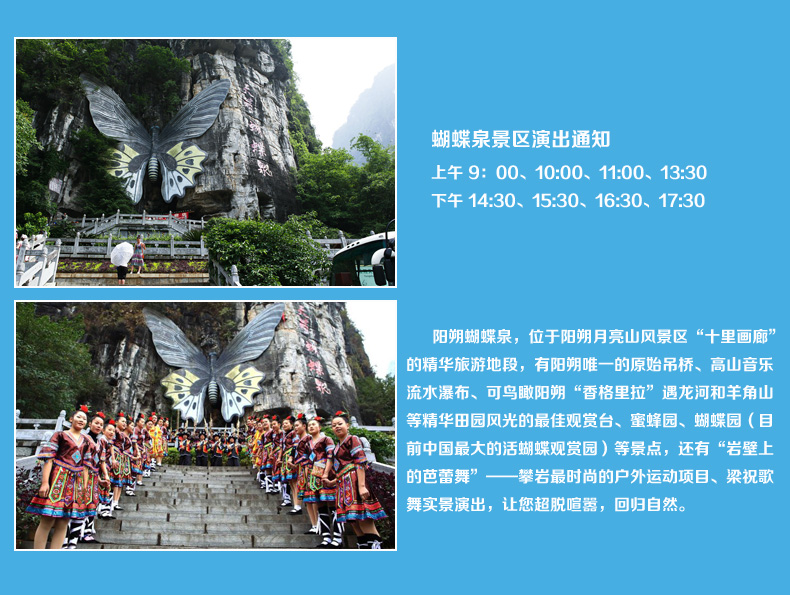 蝴蝶泉景区演出通知
上午 9：00、10:00、11:00、13:30
下午 14:30、15:30、16:30、17:30
阳朔蝴蝶泉，位于阳朔月亮山风景区“十里画廊”
的精华旅游地段，有阳朔唯一的原始吊桥、高山音乐
流水瀑布、可鸟瞰阳朔“香格里拉”遇龙河和羊角山
等精华田园风光的最佳观赏台、蜜蜂园、蝴蝶园（目
前中国最大的活蝴蝶观赏园）等景点，还有“岩壁上
的芭蕾舞”——攀岩最时尚的户外运动项目、梁祝歌
舞实景演出，让您超脱喧嚣，回归自然。